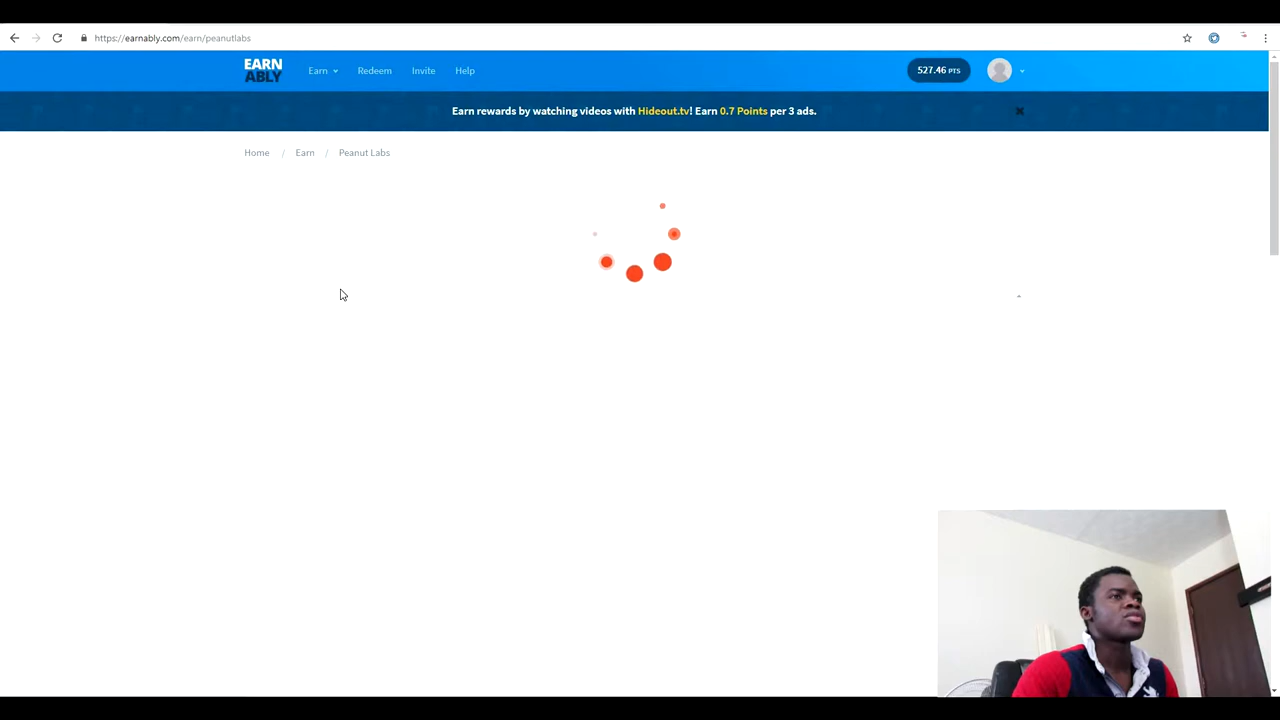 https://earnably.com/earn/peanutlabs
EARN
ABLY
Earn
Redeem
Invite
Help
527.46 PTS
Earn rewards by watching videos with Hideout.tv! Earn 0.7 Points per 3 ads.
Home / Earn / Peanut Labs